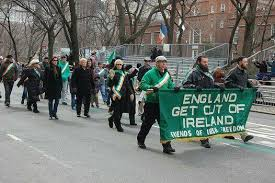 ENGLAND GET
OUT OF
IRELAND
FRIENDS OF IRISH FREEDOM